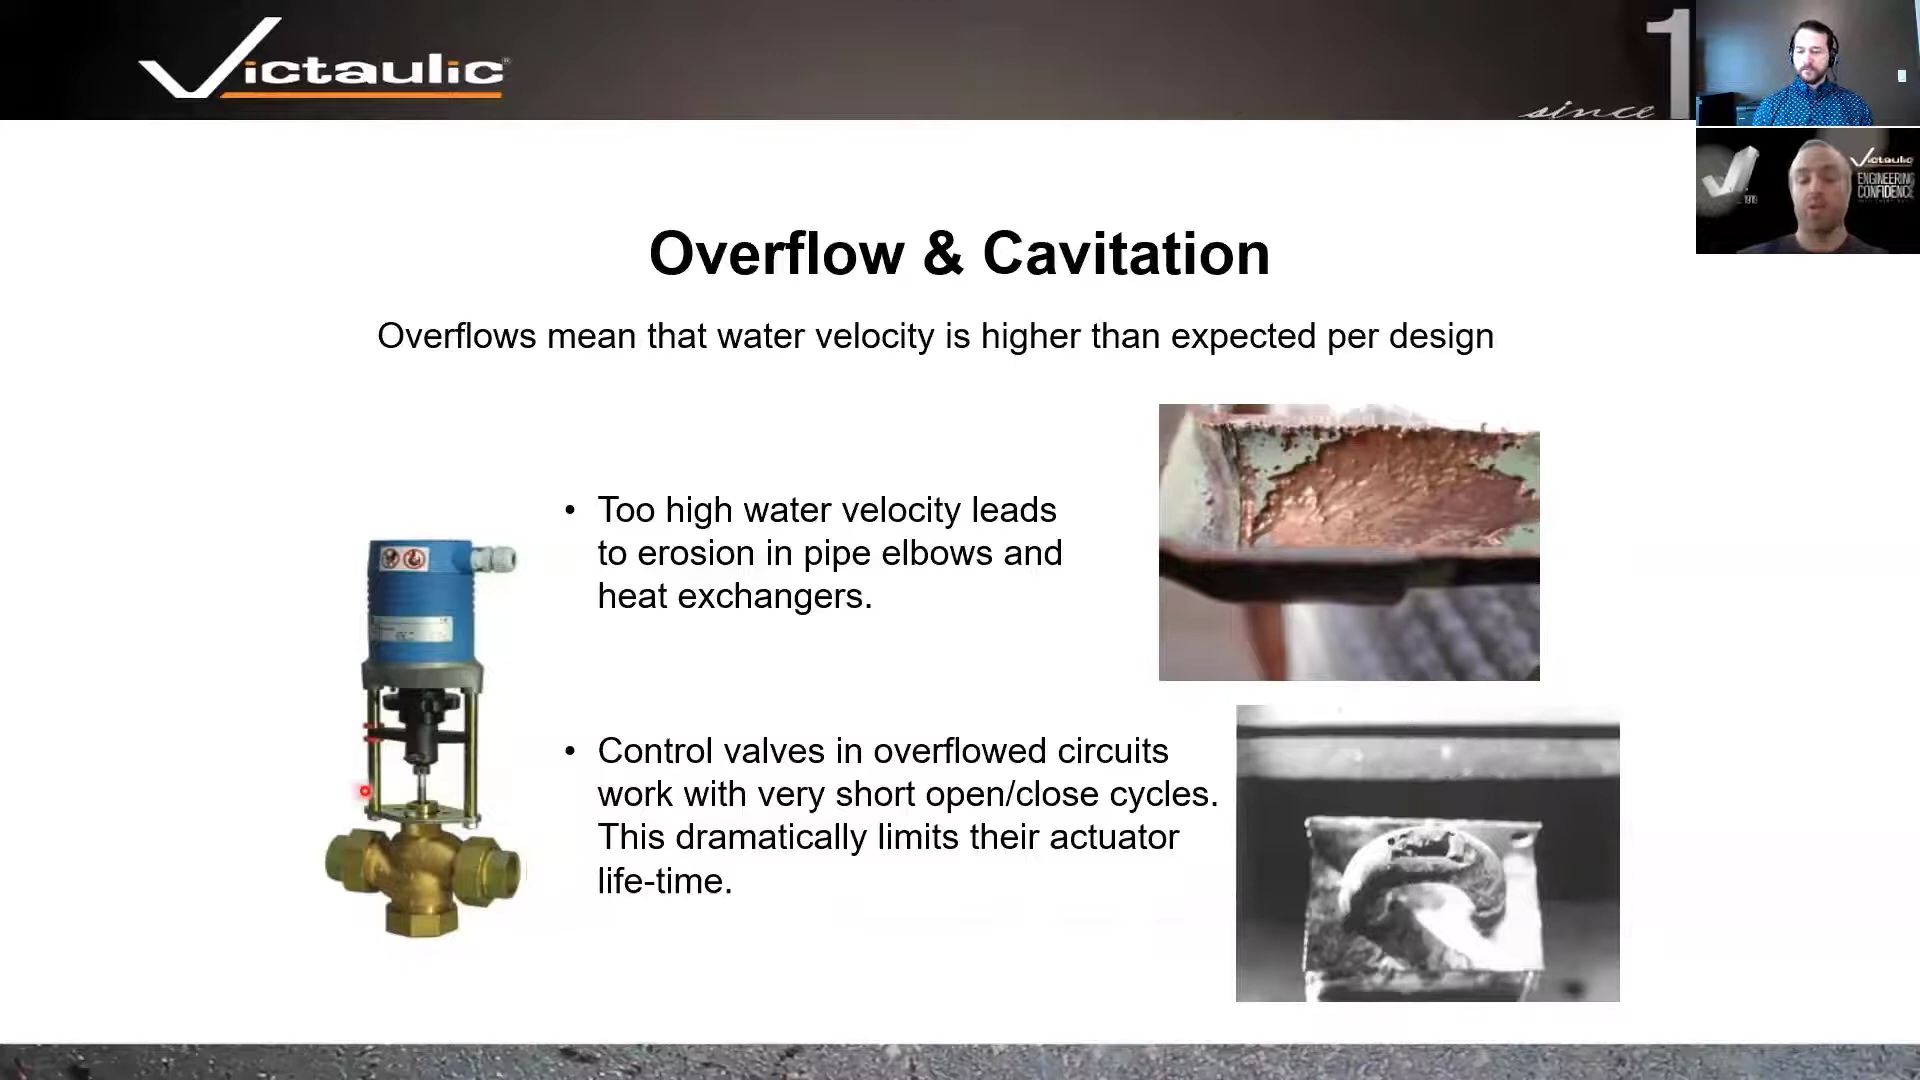 Victaulic
since 1
Victaulic
ENGINEERING
CONFIDENCE
1919
Overflow & Cavitation
Overflows mean that water velocity is higher than expected per design
• Too high water velocity leads
to erosion in pipe elbows and
heat exchangers.
• Control valves in overflowed circuits
work with very short open/close cycles.
This dramatically limits their actuator
life-time.